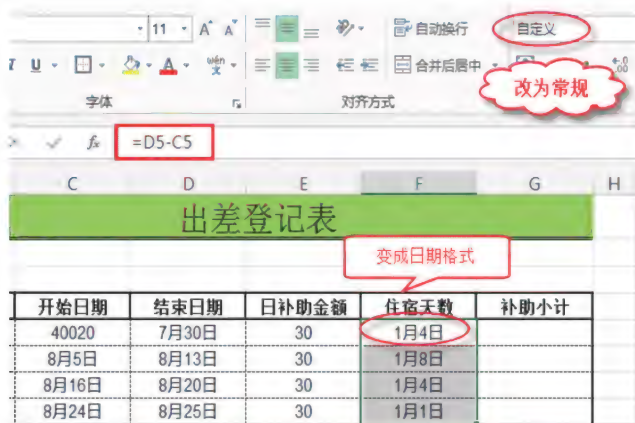 11 A A 自动换行 自定义
U A wén 文 合并后居中 .0 .00
改为常规
字体 对齐方式
fx =D5-C5
C D E F G H
出差登记表
变成日期格式
开始日期 结束日期 日补助金额 住宿天数 补助小计
40020 7月30日 30 1月4日
8月5日 8月13日 30 1月8日
8月16日 8月20日 30 1月4日
8月24日 8月25日 30 1月1日